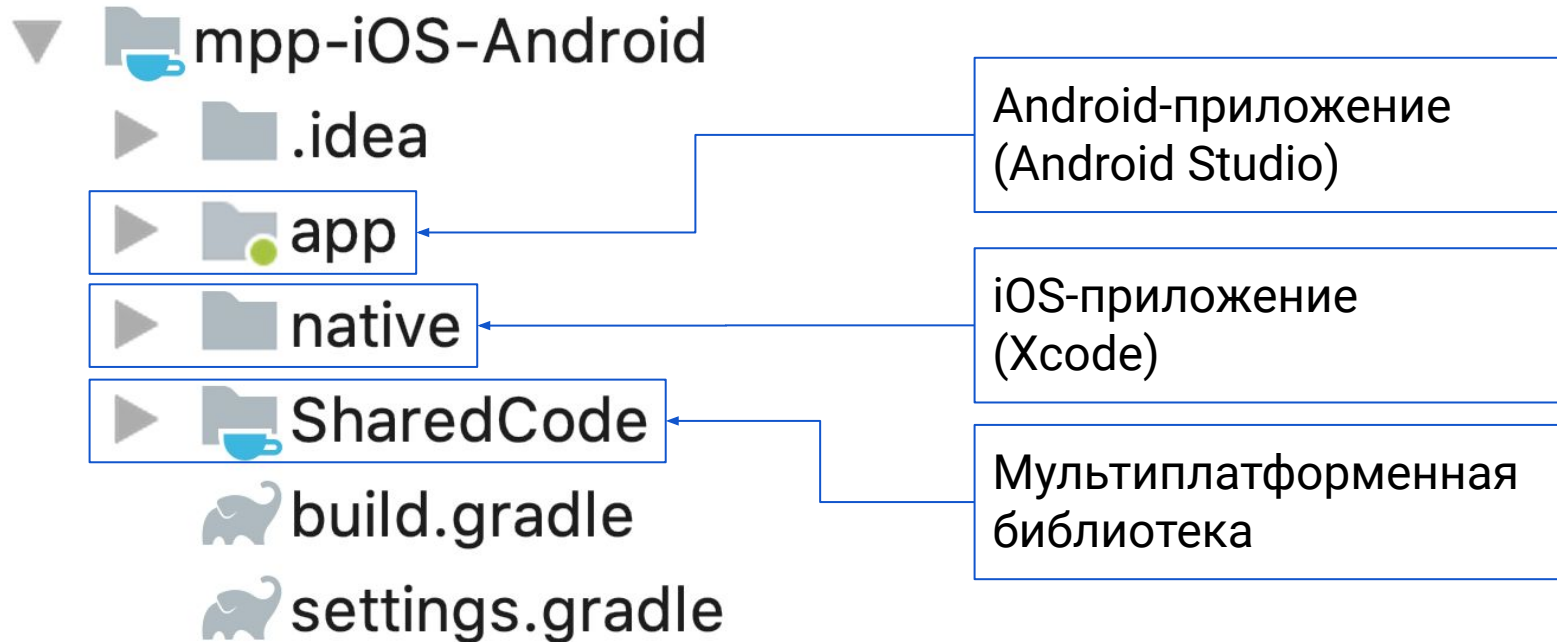 mpp-iOS-Android
.idea
app
native
SharedCode
build.gradle
settings.gradle
Android-приложение
(Android Studio)
iOS-приложение
(Xcode)
Мультиплатформенная
библиотека